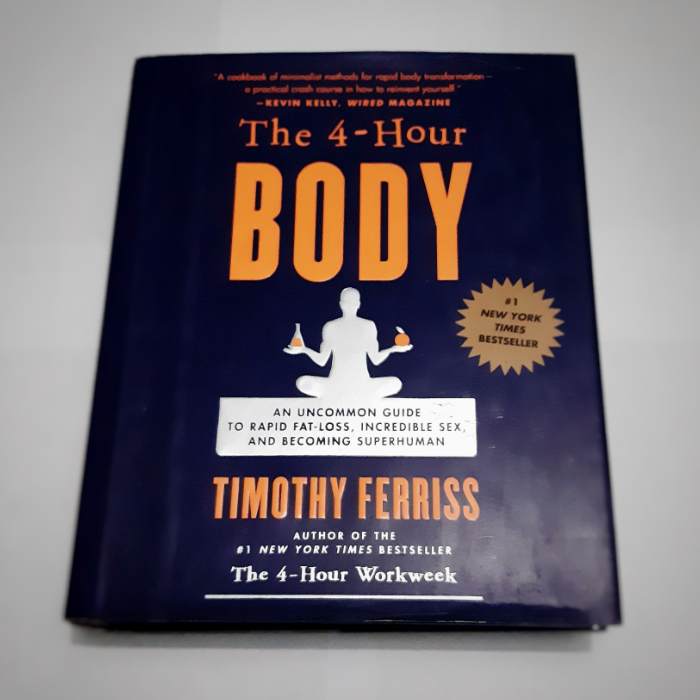 "A cookbook of minimalist methods for rapid body transformation—
a practical crash course in how to reinvent yourself."
—KEVIN KELLY, WIRED MAGAZINE
The 4-Hour
BODY
#1
NEW YORK
TIMES
BESTSELLER
AN UNCOMMON GUIDE
TO RAPID FAT-LOSS, INCREDIBLE SEX,
AND BECOMING SUPERHUMAN
TIMOTHY FERRISS
AUTHOR OF THE
#1 NEW YORK TIMES BESTSELLER
The 4-Hour Workweek